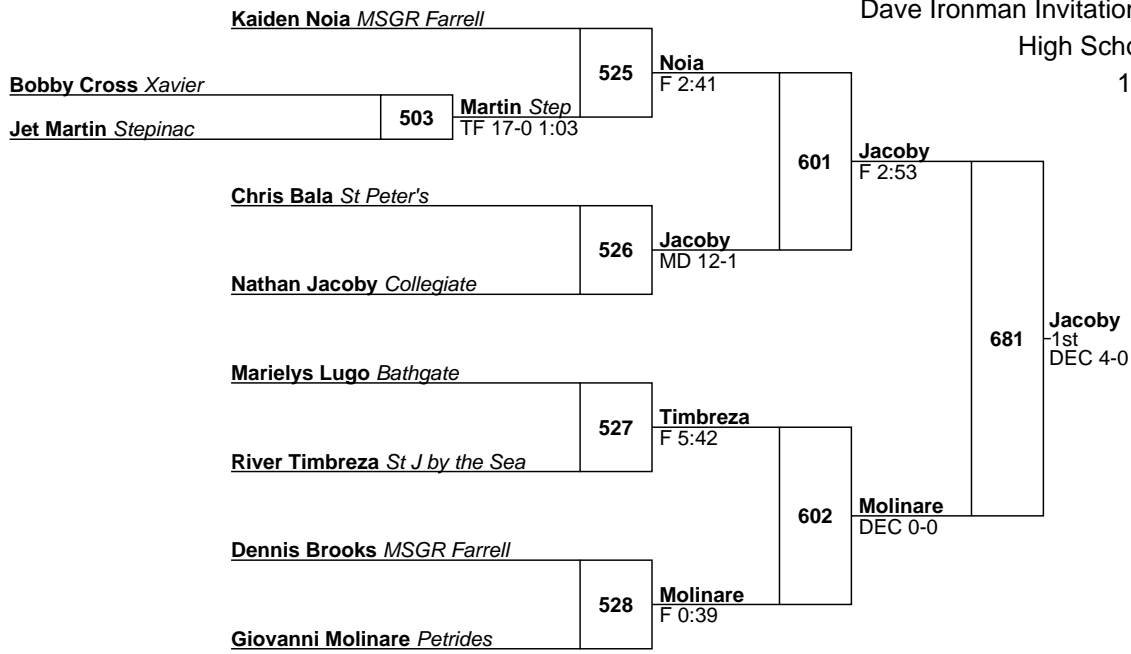 Dave Ironman Invitation
High Scho
1
Kaiden Noia MSGR Farrell
525
Noia
F 2:41
Bobby Cross Xavier
503
Martin Step
TF 17-0 1:03
Jet Martin Stepinac
601
Jacoby
F 2:53
Chris Bala St Peter's
526
Jacoby
MD 12-1
Nathan Jacoby Collegiate
681
Jacoby
1st
DEC 4-0
Marielys Lugo Bathgate
527
Timbreza
F 5:42
River Timbreza St J by the Sea
602
Molinare
DEC 0-0
Dennis Brooks MSGR Farrell
528
Molinare
F 0:39
Giovanni Molinare Petrides